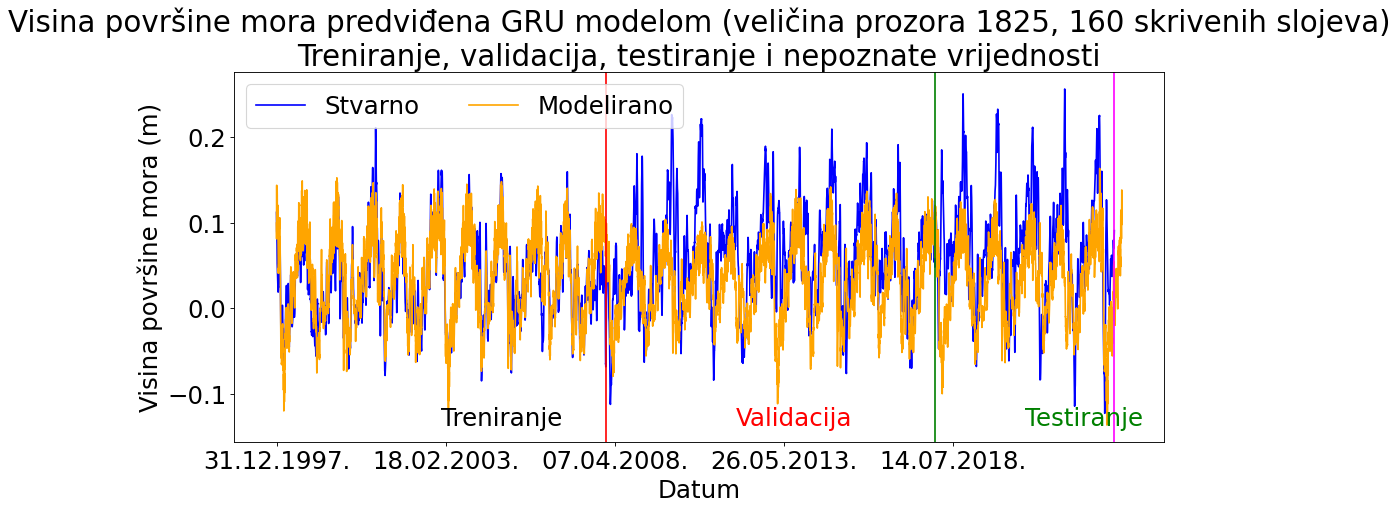 Visina površine mora predviđena GRU modelom (veličina prozora 1825, 160 skrivenih slojeva)
Treniranje, validacija, testiranje i nepoznate vrijednosti
Stvarno Modelirano
Visina površine mora (m)
0.2
0.1
0.0
−0.1
Treniranje Validacija Testiranje
31.12.1997. 18.02.2003. 07.04.2008. 26.05.2013. 14.07.2018.
Datum